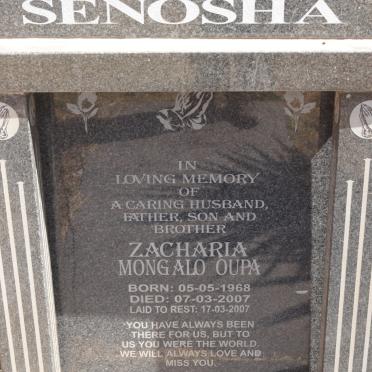 SENOSHA
IN
LOVING MEMORY
OF
A CARING HUSBAND,
FATHER, SON AND
BROTHER
ZACHARIA
MONGALO OUPA
BORN: 05-05-1968
DIED: 07-03-2007
LAID TO REST: 17-03-2007
YOU HAVE ALWAYS BEEN
THERE FOR US, BUT TO
US YOU WERE THE WORLD.
WE WILL ALWAYS LOVE AND
MISS YOU.